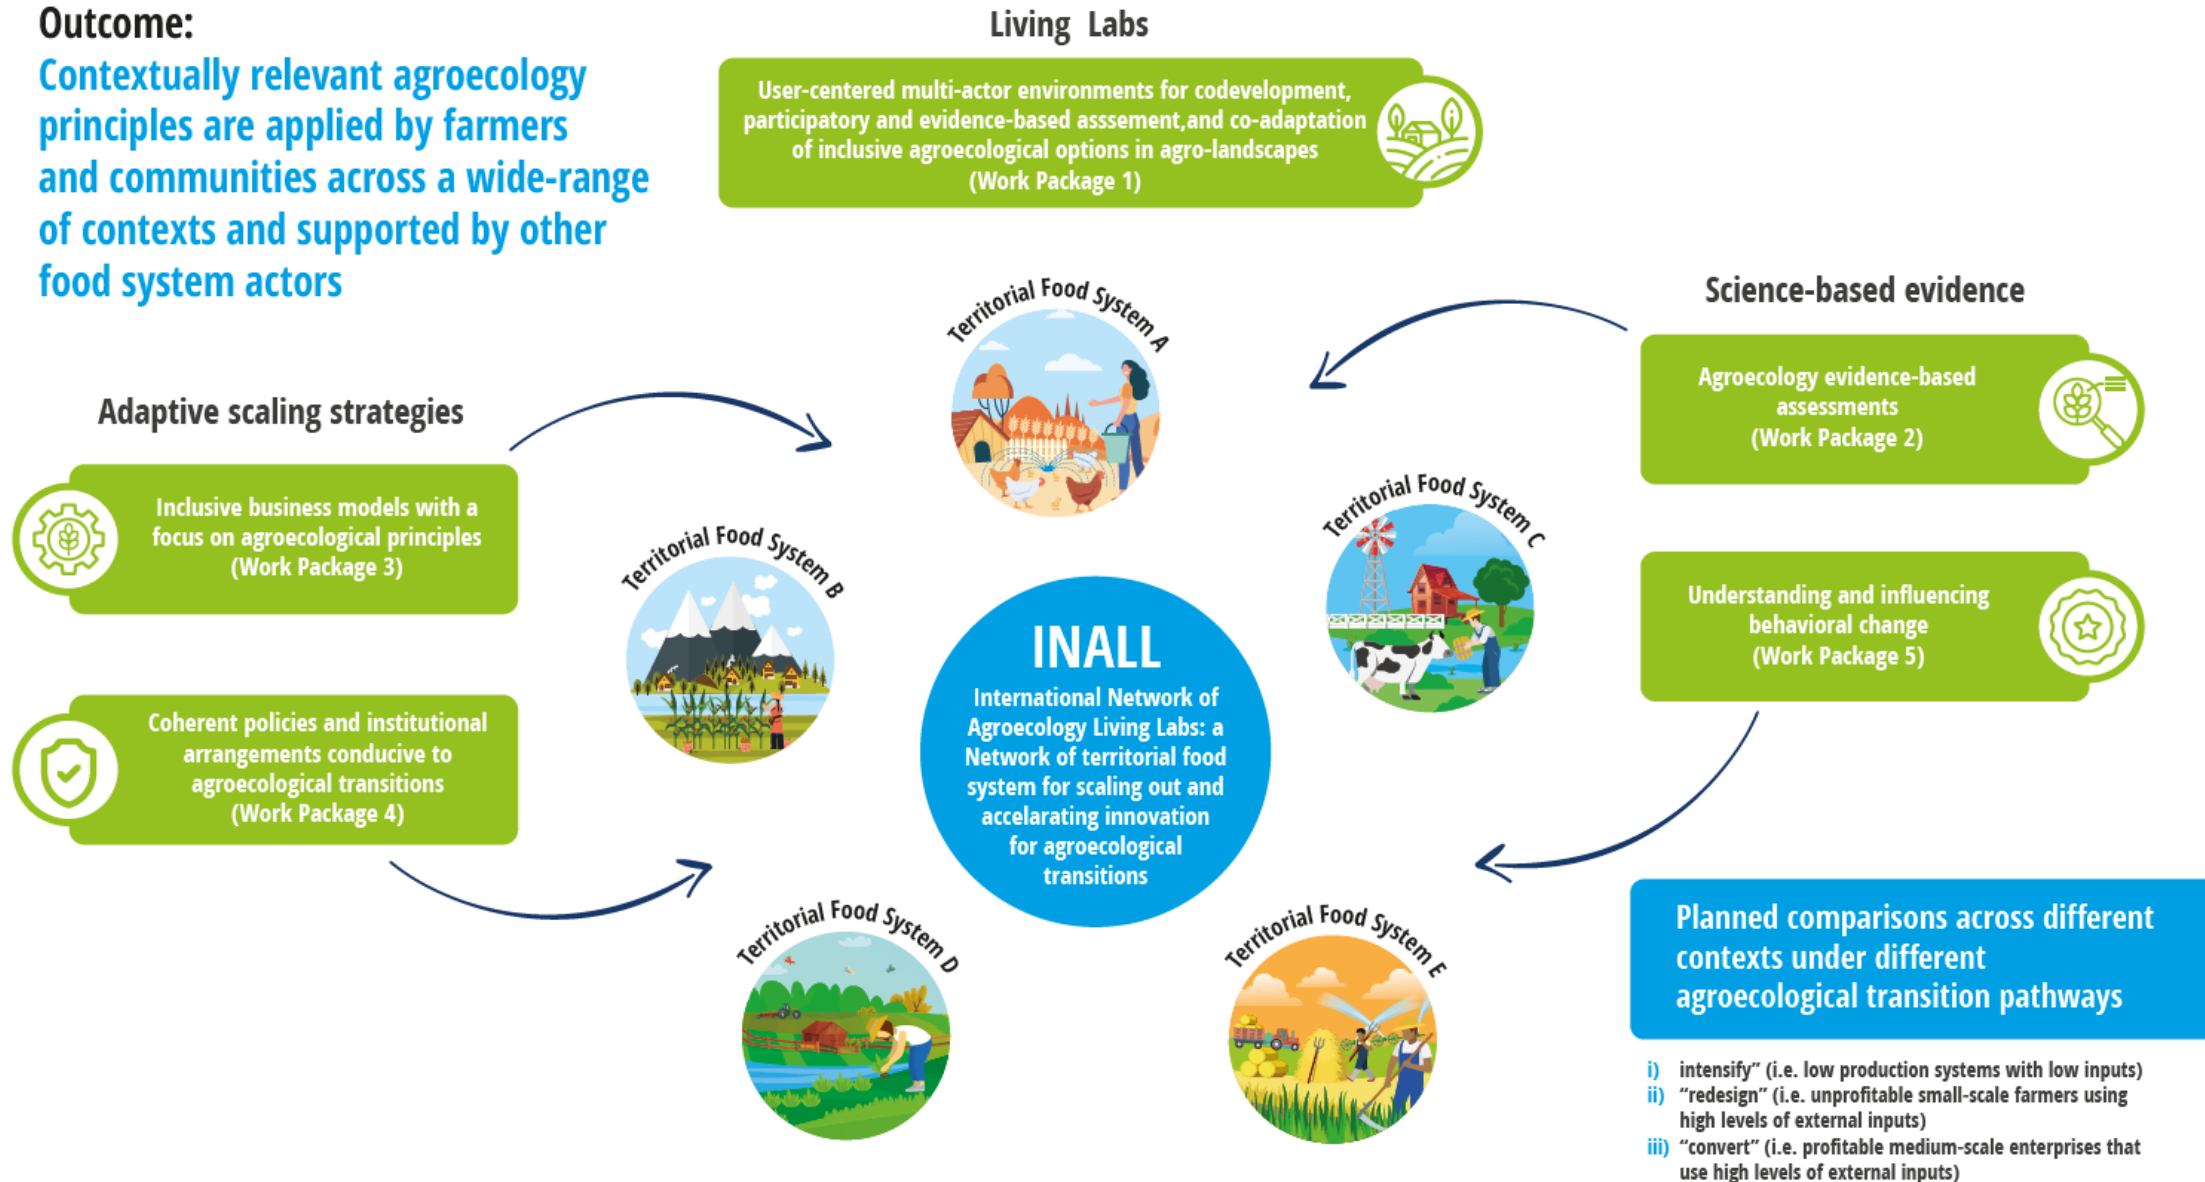 Outcome:
Contextually relevant agroecology
principles are applied by farmers
and communities across a wide-range
of contexts and supported by other
food system actors
Living Labs
User-centered multi-actor environments for codevelopment,
participatory and evidence-based asssement,and co-adaptation
of inclusive agroecological options in agro-landscapes
(Work Package 1)
Adaptive scaling strategies
Inclusive business models with a
focus on agroecological principles
(Work Package 3)
Coherent policies and institutional
arrangements conducive to
agroecological transitions
(Work Package 4)
Territorial Food System A
Territorial Food System B
Territorial Food System C
INALL
International Network of
Agroecology Living Labs: a
Network of territorial food
system for scaling out and
accelarating innovation
for agroecological
transitions
Territorial Food System D
Territorial Food System E
Science-based evidence
Agroecology evidence-based
assessments
(Work Package 2)
Understanding and influencing
behavioral change
(Work Package 5)
Planned comparisons across different
contexts under different
agroecological transition pathways
i) intensify” (i.e. low production systems with low inputs)
ii) “redesign” (i.e. unprofitable small-scale farmers using
high levels of external inputs)
iii) “convert” (i.e. profitable medium-scale enterprises that
use high levels of external inputs)